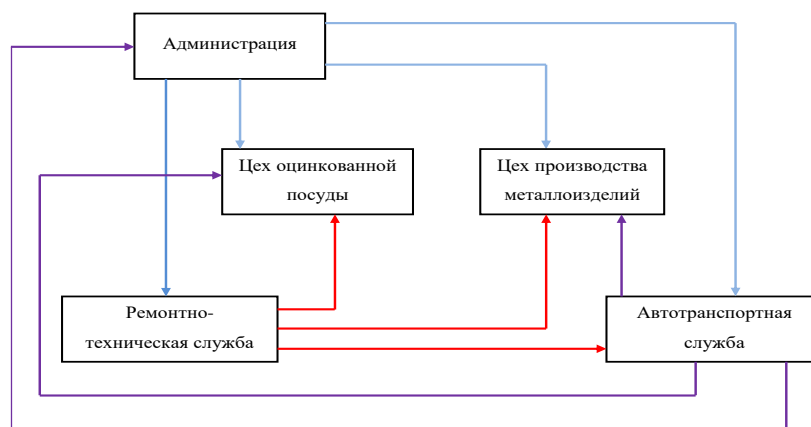 Администрация
Цех оцинкованной
посуды
Цех производства
металлоизделий
Ремонтно-
техническая служба
Автотранспортная
служба